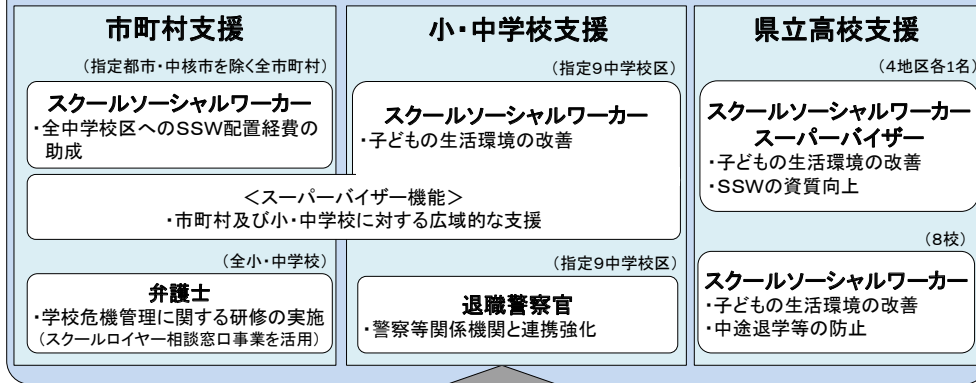 市町村支援
(指定都市・中核市を除く全市町村)
スクールソーシャルワーカー
・全中学校区へのSSW配置経費の
助成
小・中学校支援
(指定9中学校区)
スクールソーシャルワーカー
・子どもの生活環境の改善
<スーパーバイザー機能>
・市町村及び小・中学校に対する広域的な支援
(全小・中学校)
弁護士
・学校危機管理に関する研修の実施
(スクールロイヤー相談窓口事業を活用)
(指定9中学校区)
退職警察官
・警察等関係機関と連携強化
県立高校支援
(4地区各1名)
スクールソーシャルワーカー
スーパーバイザー
・子どもの生活環境の改善
・SSWの資質向上
(8校)
スクールソーシャルワーカー
・子どもの生活環境の改善
・中途退学等の防止